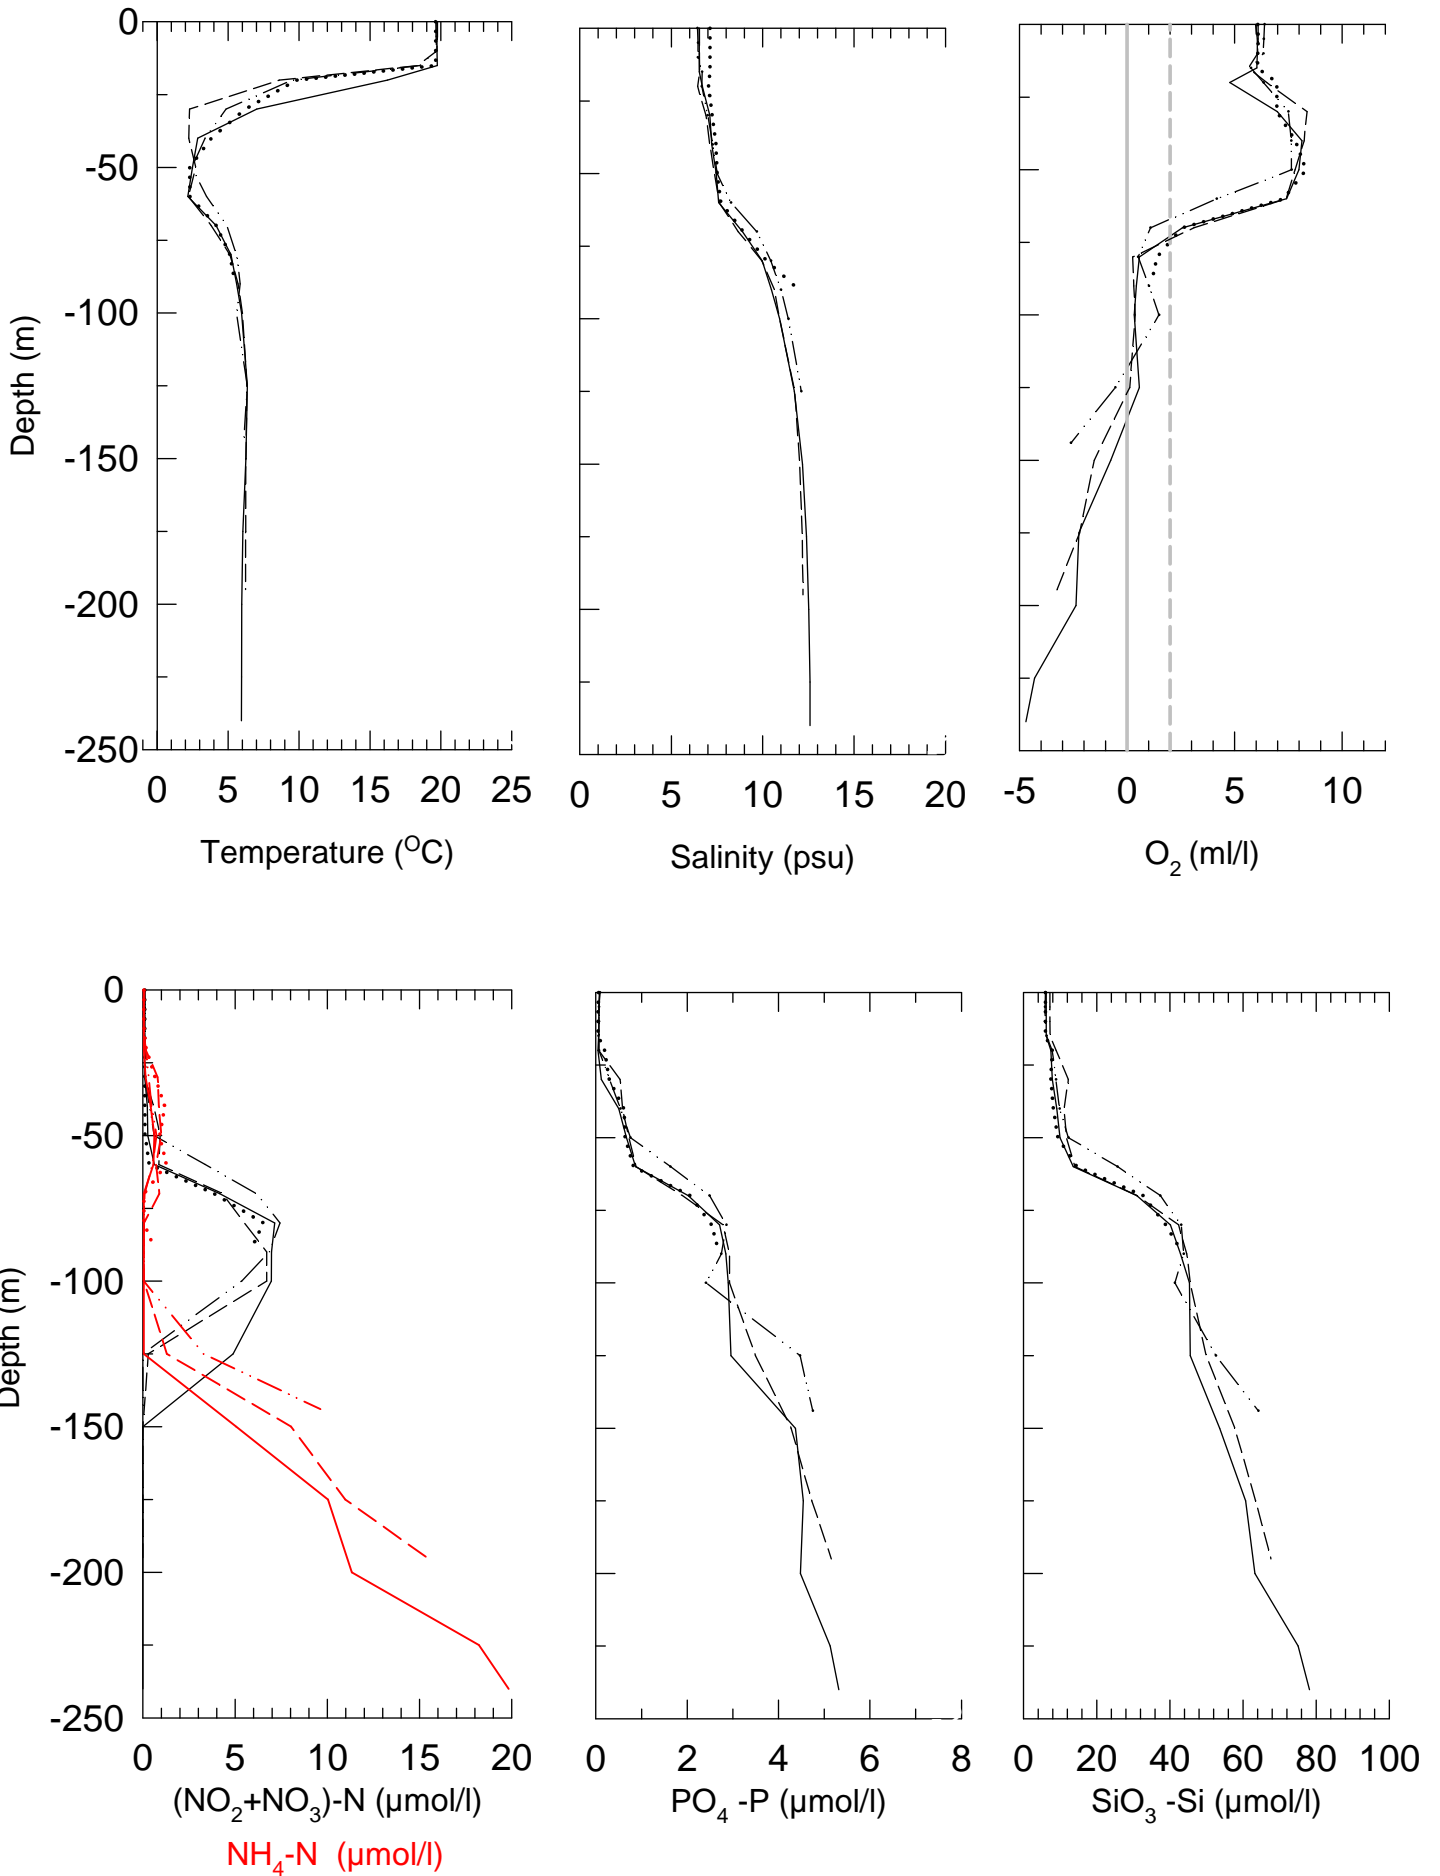 0
-50
-100
-150
-200
-250
Depth (m)
0 5 10 15 20 25
Temperature (ᴼC)
0 5 10 15 20
Salinity (psu)
-5 0 5 10
O₂ (ml/l)
0
-50
-100
-150
-200
-250
Depth (m)
0 5 10 15 20
(NO₂+NO₃)-N (µmol/l)
NH₄-N (µmol/l)
0 2 4 6 8
PO₄ -P (µmol/l)
0 20 40 60 80 100
SiO₃ -Si (µmol/l)